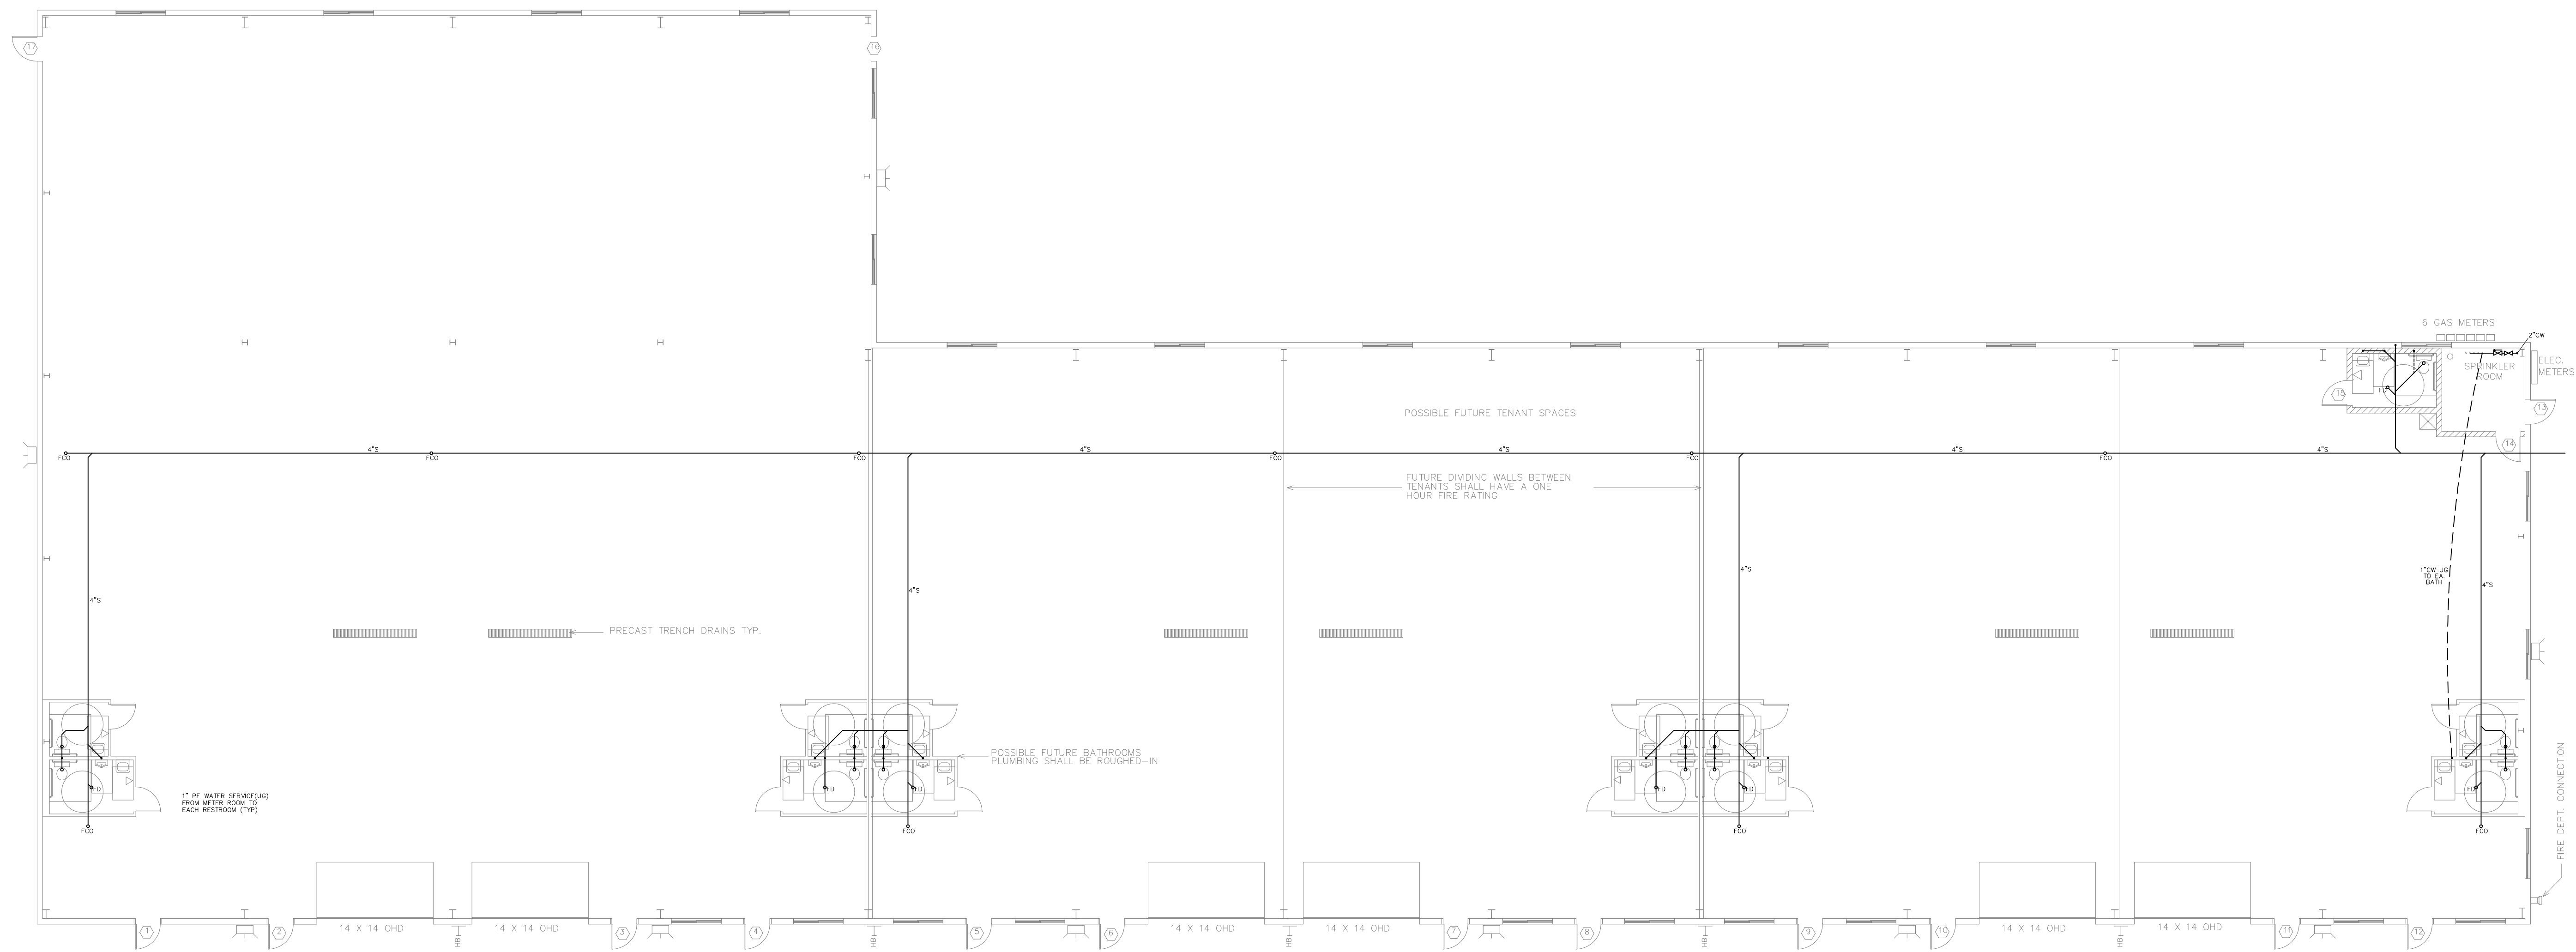 17
16
6 GAS METERS
2"CW
ELEC.
METERS
SPRINKLER
ROOM
15
FD
13
14
POSSIBLE FUTURE TENANT SPACES
FCO
4"S
FCO
FCO
4"S
FCO
4"S
FCO
4"S
FCO
4"S
FUTURE DIVIDING WALLS BETWEEN
TENANTS SHALL HAVE A ONE
HOUR FIRE RATING
4"S
4"S
4"S
1"CW UG
TO EA.
BATH
4"S
PRECAST TRENCH DRAINS TYP.
POSSIBLE FUTURE BATHROOMS
PLUMBING SHALL BE ROUGHED-IN
FD
FD
FD
FD
FD
1" PE WATER SERVICE(UG)
FROM METER ROOM TO
EACH RESTROOM (TYP)
FCO
FCO
FCO
FCO
FIRE DEPT. CONNECTION
1
2
14 X 14 OHD
HB
14 X 14 OHD
3
4
HB
5
6
14 X 14 OHD
HB
14 X 14 OHD
7
8
HB
9
10
14 X 14 OHD
HB
14 X 14 OHD
11
12